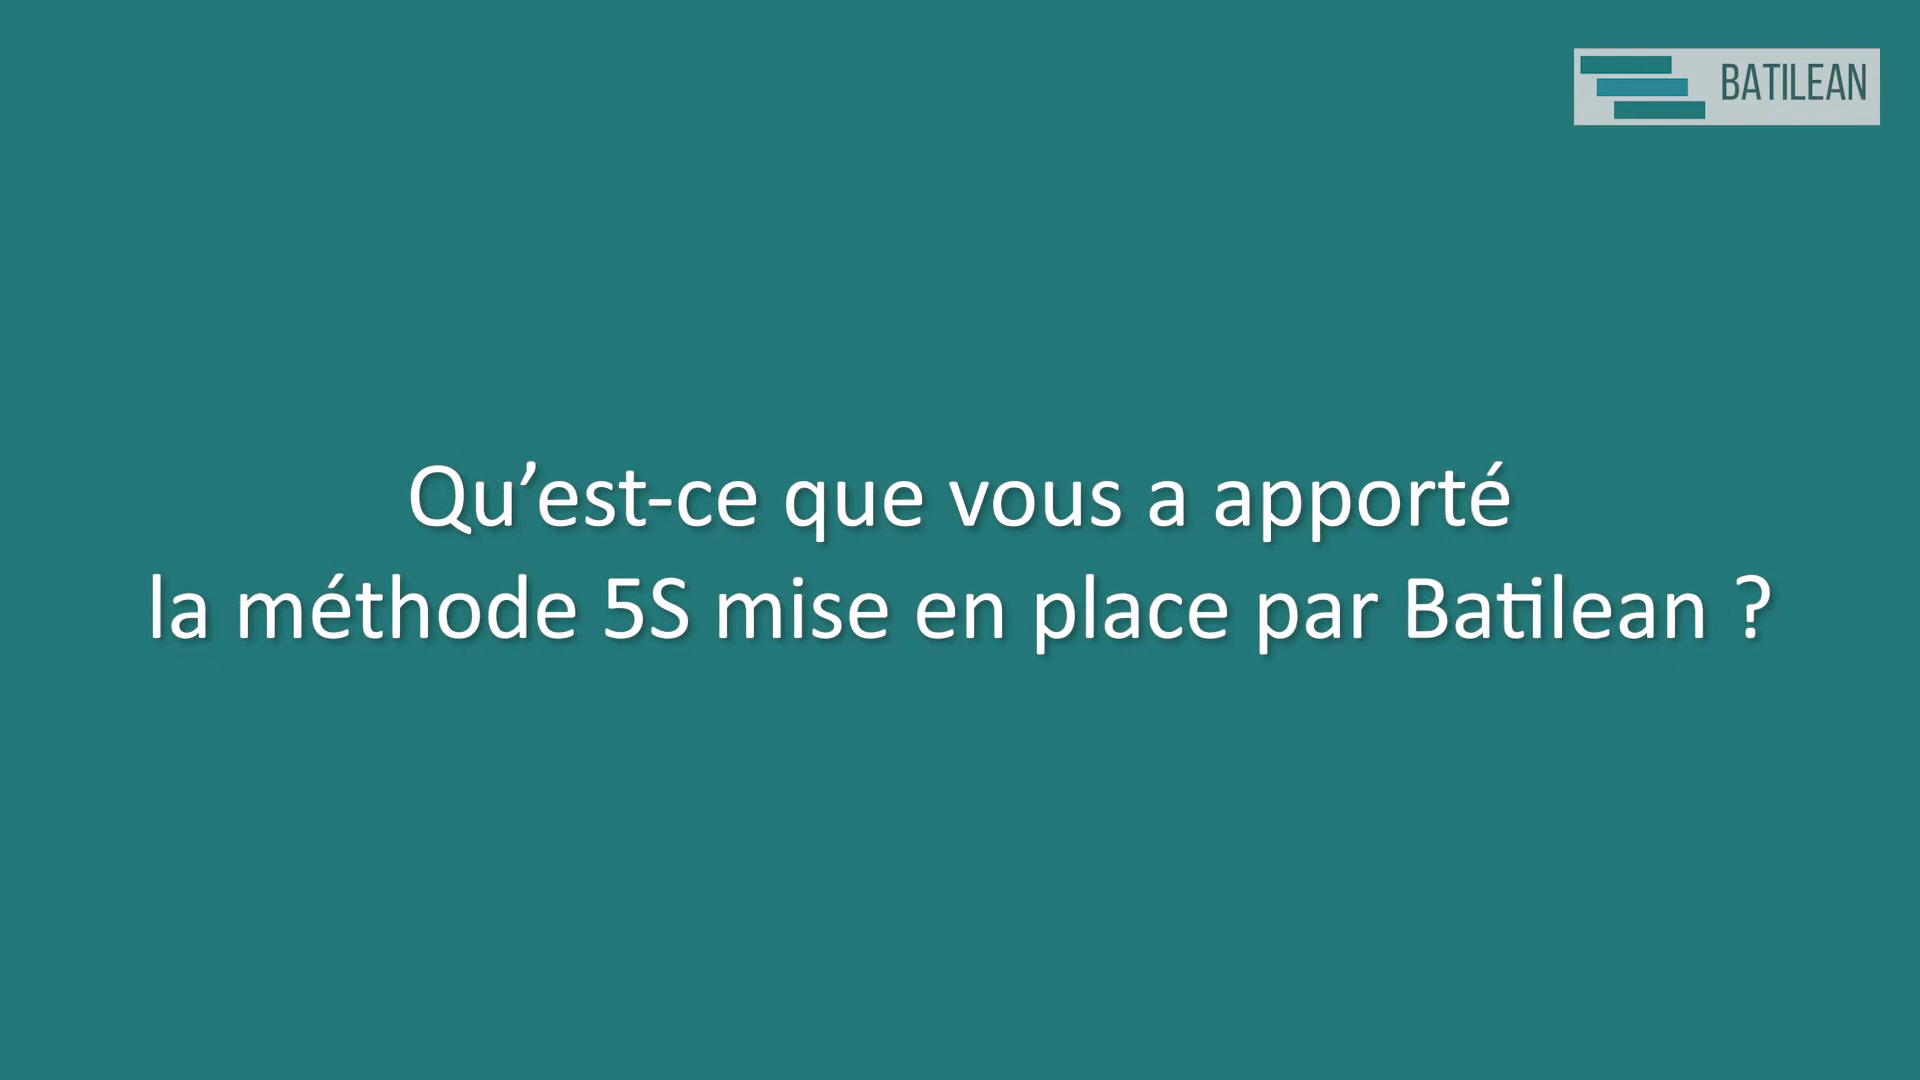 BATILEAN
Qu’est-ce que vous a apporté
la méthode 5S mise en place par Batilean ?